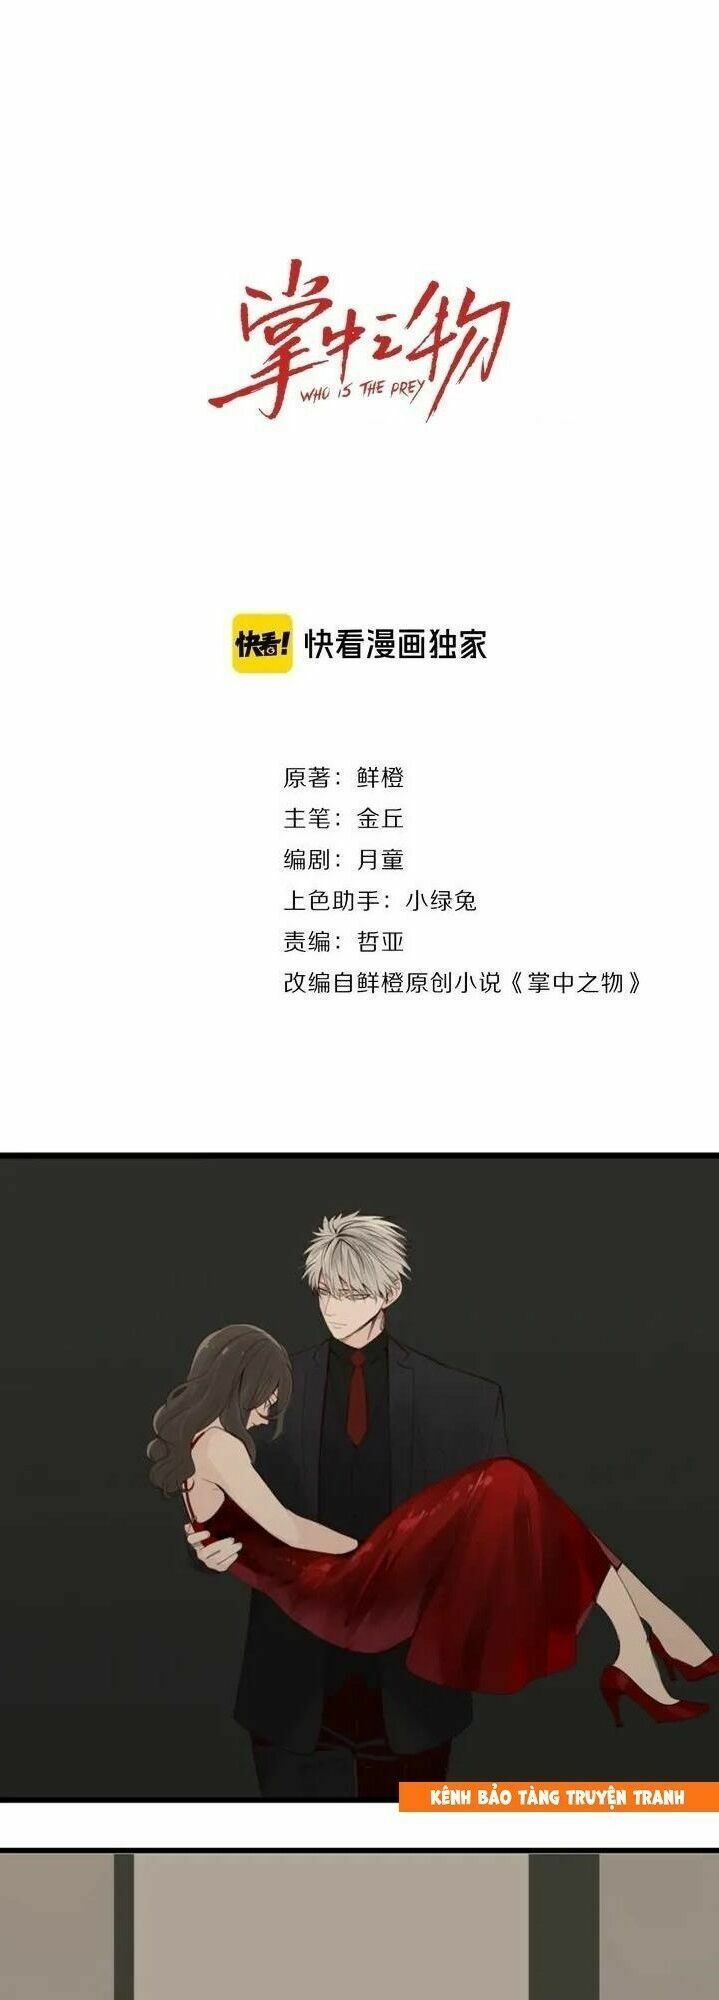 掌中之物
WHO IS THE PREY
快看! 快看漫画独家
原著：鲜橙
主笔：金丘
编剧：月童
上色助手：小绿兔
责编：哲亚
改编自鲜橙原创小说《掌中之物》
KÊNH BẢO TÀNG TRUYỆN TRANH